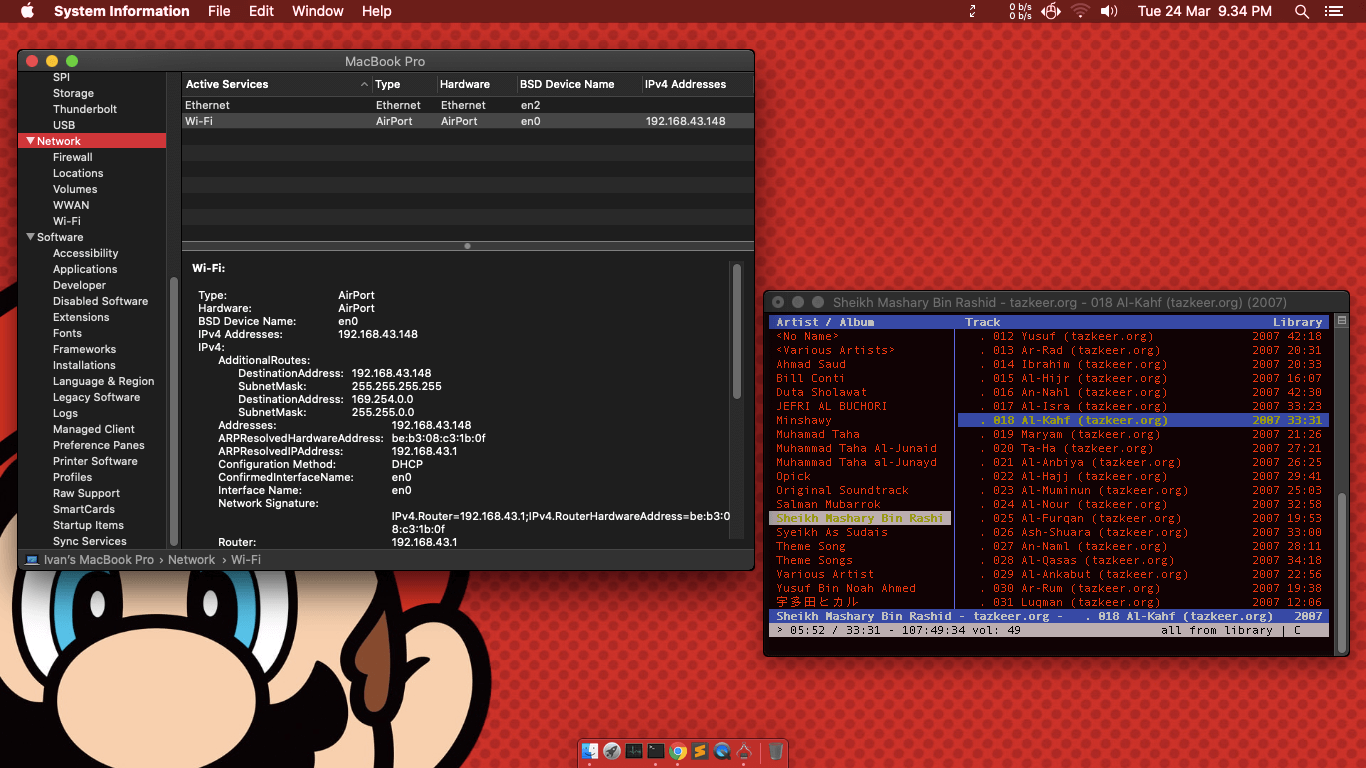 System Information File Edit Window Help
0 b/s
0 b/s
Tue 24 Mar 9.34 PM
MacBook Pro
SPI
Storage
Thunderbolt
USB
Network
Firewall
Locations
Volumes
WWAN
Wi-Fi
Software
Accessibility
Applications
Developer
Disabled Software
Extensions
Fonts
Frameworks
Installations
Language & Region
Legacy Software
Logs
Managed Client
Preference Panes
Printer Software
Profiles
Raw Support
SmartCards
Startup Items
Sync Services
Active Services Type Hardware BSD Device Name IPv4 Addresses
Ethernet Ethernet Ethernet en2
Wi-Fi AirPort AirPort en0 192.168.43.148
Wi-Fi:
Type: AirPort
Hardware: AirPort
BSD Device Name: en0
IPv4 Addresses: 192.168.43.148
IPv4:
AdditionalRoutes:
DestinationAddress: 192.168.43.148
SubnetMask: 255.255.255.255
DestinationAddress: 169.254.0.0
SubnetMask: 255.255.0.0
Addresses: 192.168.43.148
ARPResolvedHardwareAddress: be:b3:08:c3:1b:0f
ARPResolvedIPAddress: 192.168.43.1
Configuration Method: DHCP
ConfirmedInterfaceName: en0
Interface Name: en0
Network Signature:
IPv4.Router=192.168.43.1;IPv4.RouterHardwareAddress=be:b3:0
8:c3:1b:0f
Router: 192.168.43.1
Ivan's MacBook Pro › Network › Wi-Fi
Sheikh Mashary Bin Rashid - tazkeer.org - 018 Al-Kahf (tazkeer.org) (2007)
Artist / Album Track Library
<No Name> . 012 Yusuf (tazkeer.org) 2007 42:18
<Various Artists> . 013 Ar-Rad (tazkeer.org) 2007 20:31
Ahmad Saud . 014 Ibrahim (tazkeer.org) 2007 20:33
Bill Conti . 015 Al-Hijr (tazkeer.org) 2007 16:07
Duta Sholawat . 016 An-Nahl (tazkeer.org) 2007 42:30
JEFRI AL BUCHORI . 017 Al-Isra (tazkeer.org) 2007 33:23
Minshawy . 018 Al-Kahf (tazkeer.org) 2007 33:31
Muhamad Taha . 019 Maryam (tazkeer.org) 2007 21:26
Muhammad Taha Al-Junaid . 020 Ta-Ha (tazkeer.org) 2007 27:21
Muhammad Taha al-Junayd . 021 Al-Anbiya (tazkeer.org) 2007 26:25
Opick . 022 Al-Hajj (tazkeer.org) 2007 29:41
Original Soundtrack . 023 Al-Muminun (tazkeer.org) 2007 25:03
Salman Mubarrok . 024 Al-Nour (tazkeer.org) 2007 32:58
Sheikh Mashary Bin Rashi . 025 Al-Furqan (tazkeer.org) 2007 19:53
Syeikh As Sudais . 026 Ash-Shuara (tazkeer.org) 2007 33:00
Theme Song . 027 An-Naml (tazkeer.org) 2007 28:11
Theme Songs . 028 Al-Qasas (tazkeer.org) 2007 34:18
Various Artist . 029 Al-Ankabut (tazkeer.org) 2007 22:56
Yusuf Bin Noah Ahmed . 030 Ar-Rum (tazkeer.org) 2007 19:38
宇多田ヒカル . 031 Luqman (tazkeer.org) 2007 12:06
Sheikh Mashary Bin Rashid - tazkeer.org - . 018 Al-Kahf (tazkeer.org) 2007
> 05:52 / 33:31 - 107:49:34 vol: 49 all from library | C